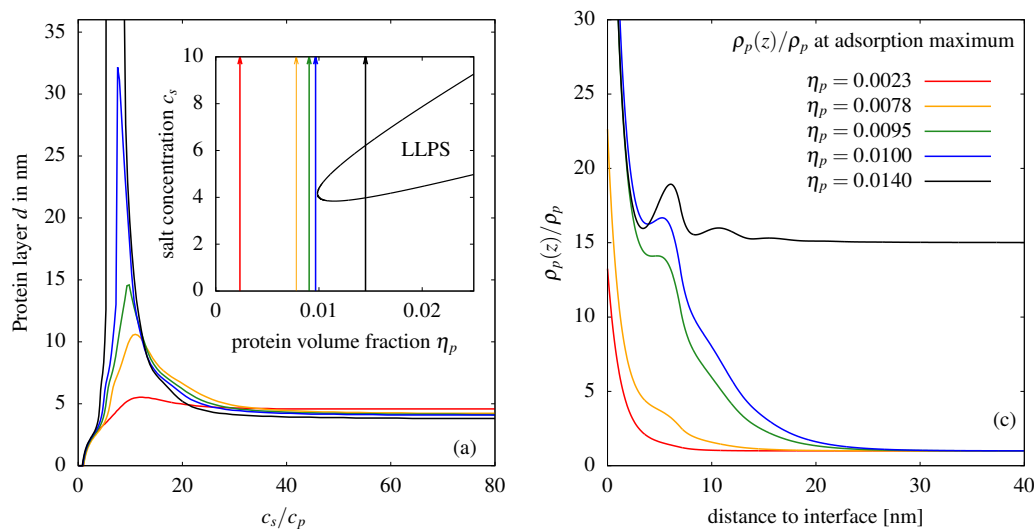 35
30
25
20
15
10
5
0
0
20
40
60
80
Protein layer d in nm
c_s/c_p
(a)
10
8
6
4
2
0
0
0.01
0.02
salt concentration c_s
protein volume fraction η_p
LLPS
30
25
20
15
10
5
0
0
10
20
30
40
ρ_p(z)/ρ_p
distance to interface [nm]
ρ_p(z)/ρ_p at adsorption maximum
η_p = 0.0023
η_p = 0.0078
η_p = 0.0095
η_p = 0.0100
η_p = 0.0140
(c)